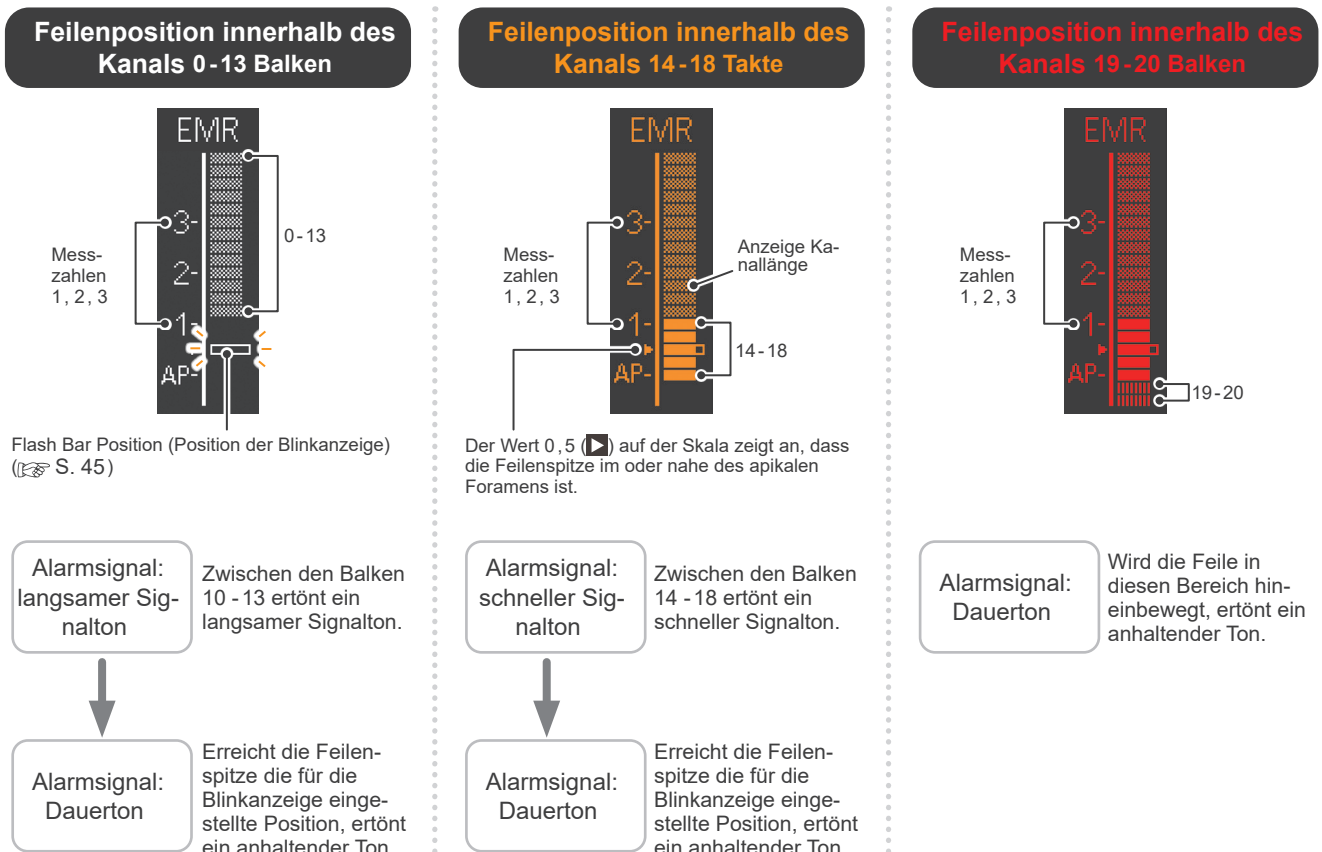 Feilenposition innerhalb des
Kanals 0-13 Balken
EMR
3-
2-
1-
AP-
Mess-
zahlen
1, 2, 3
0-13
Flash Bar Position (Position der Blinkanzeige)
(☞ S. 45)
Alarmsignal:
langsamer Sig-
nalton
Zwischen den Balken
10 -13 ertönt ein
langsamer Signalton.
Alarmsignal:
Dauerton
Erreicht die Feilen-
spitze die für die
Blinkanzeige einge-
stellte Position, ertönt
ein anhaltender Ton
Feilenposition innerhalb des
Kanals 14-18 Takte
EMR
3-
2-
1-
AP-
Mess-
zahlen
1, 2, 3
Anzeige Ka-
nallänge
14-18
Der Wert 0,5 (▶) auf der Skala zeigt an, dass
die Feilenspitze im oder nahe des apikalen
Foramens ist.
Alarmsignal:
schneller Sig-
nalton
Zwischen den Balken
14 -18 ertönt ein
schneller Signalton.
Alarmsignal:
Dauerton
Erreicht die Feilen-
spitze die für die
Blinkanzeige einge-
stellte Position, ertönt
ein anhaltender Ton
Feilenposition innerhalb des
Kanals 19-20 Balken
EMR
3-
2-
1-
AP-
Mess-
zahlen
1, 2, 3
19-20
Alarmsignal:
Dauerton
Wird die Feile in
diesen Bereich hin-
einbewegt, ertönt ein
anhaltender Ton.